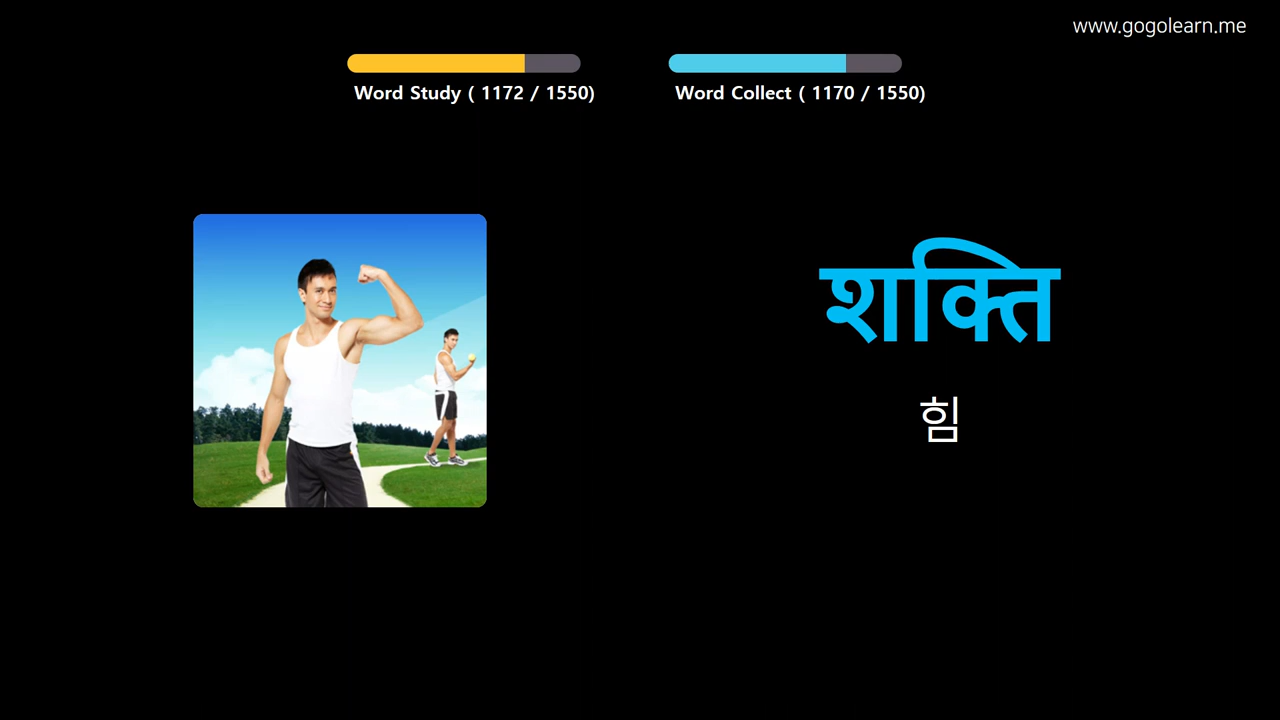 www.gogolearn.me
Word Study ( 1172 / 1550)
Word Collect ( 1170 / 1550)
शक्ति
힘